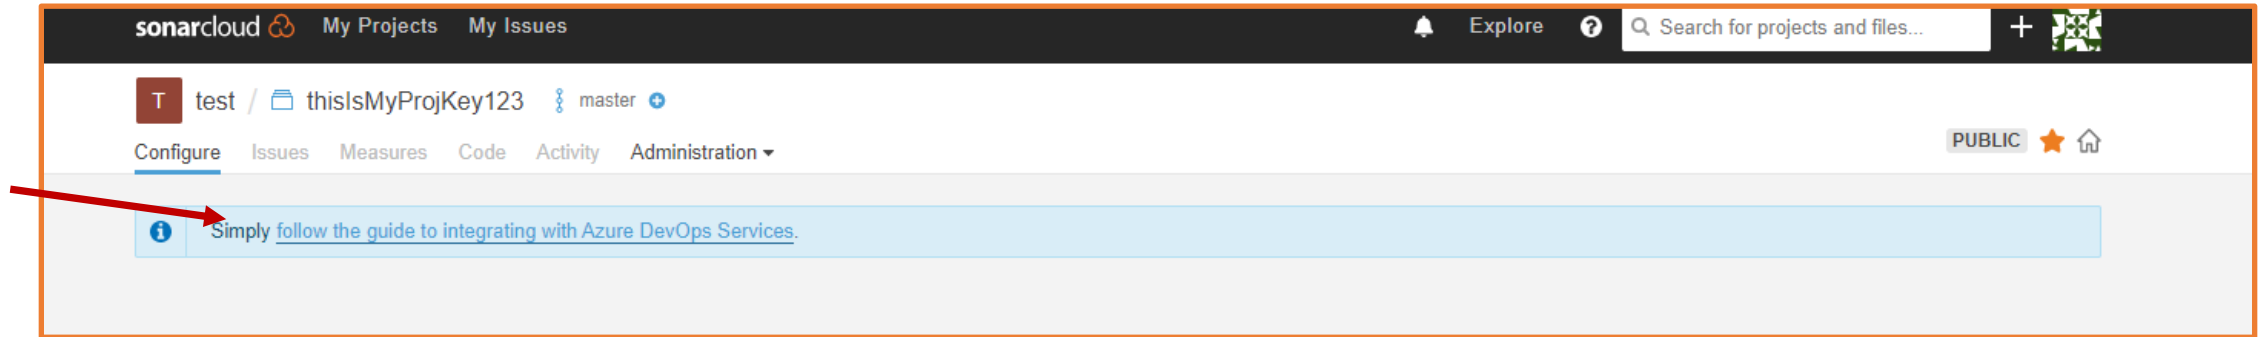 sonarcloud My Projects My Issues Explore Search for projects and files...
T test / thisIsMyProjKey123 master
Configure Issues Measures Code Activity Administration PUBLIC
Simply follow the guide to integrating with Azure DevOps Services.